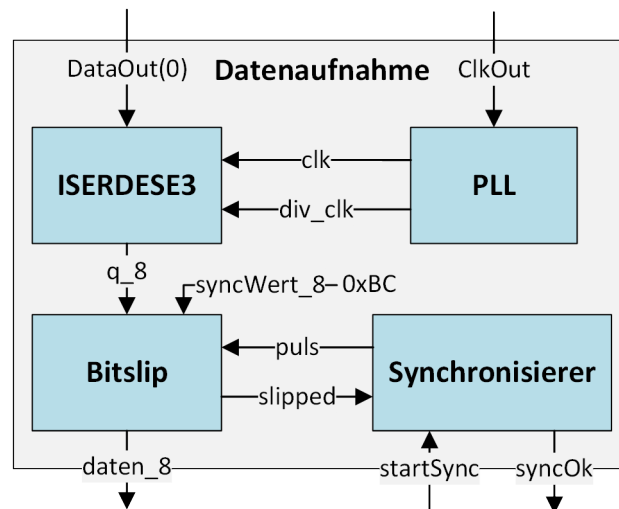 DataOut(0)
Datenaufnahme
ClkOut
ISERDESE3
clk
PLL
div_clk
q_8
syncWert_8–0xBC
Bitslip
puls
slipped
Synchronisierer
daten_8
startSync
syncOk